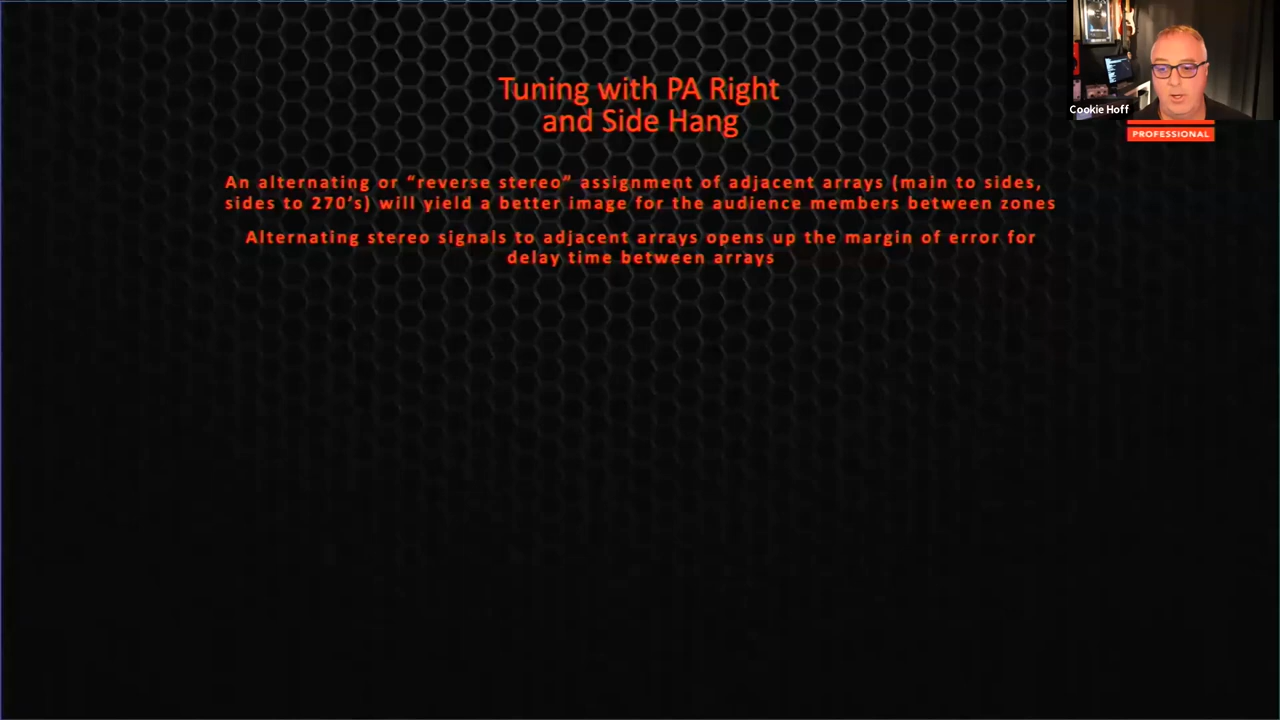 Tuning with PA Right
and Side Hang
An alternating or “reverse stereo” assignment of adjacent arrays (main to sides,
sides to 270’s) will yield a better image for the audience members between zones
Alternating stereo signals to adjacent arrays opens up the margin of error for
delay time between arrays
Cookie Hoff
PROFESSIONAL